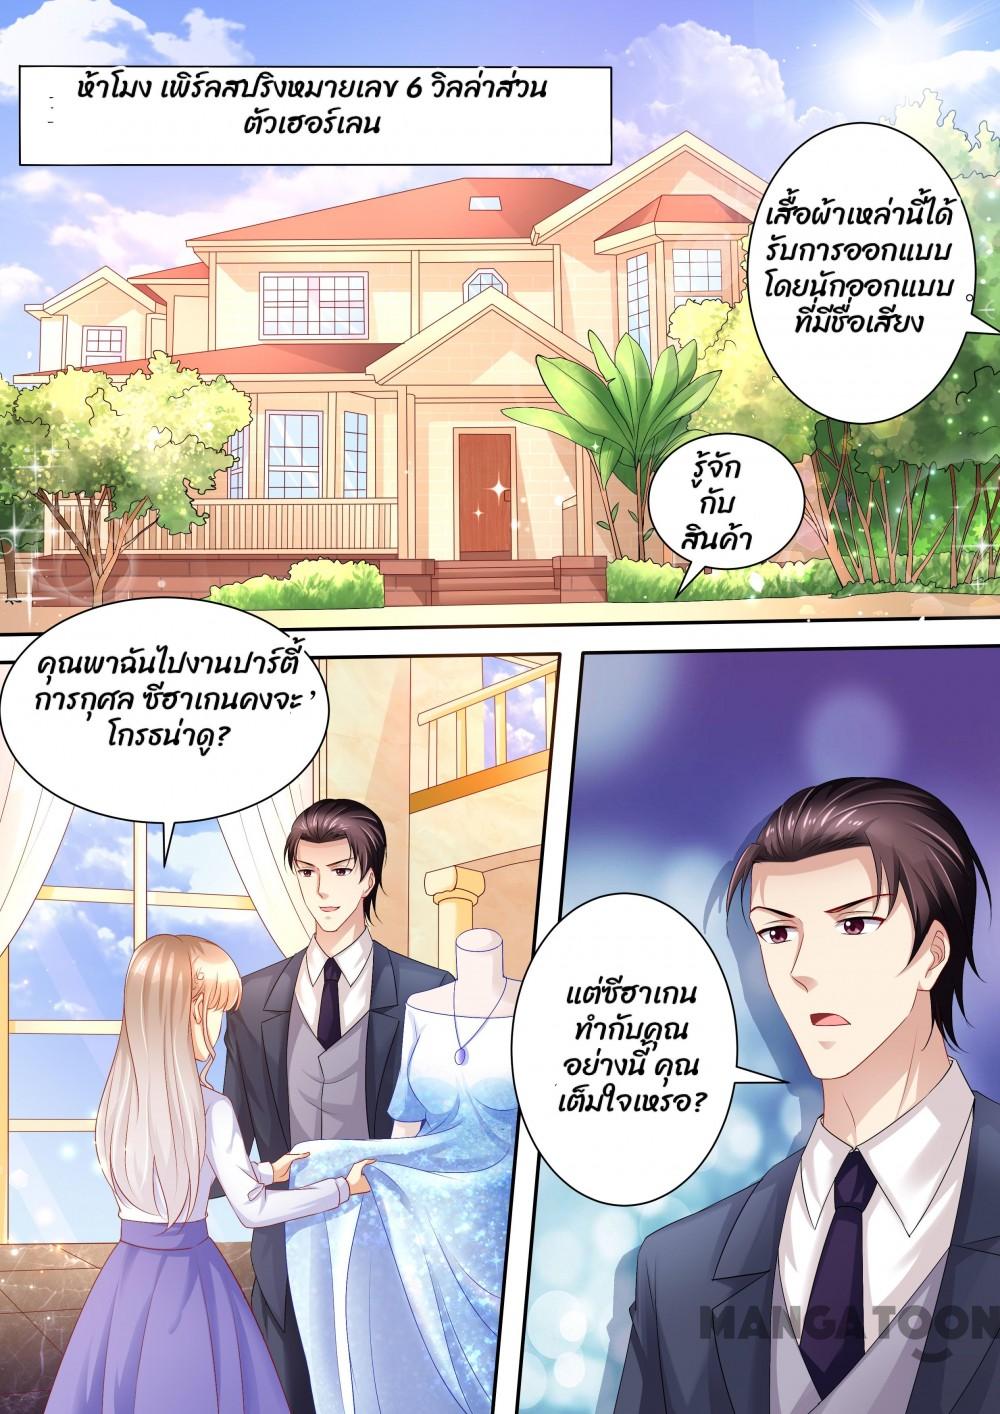 ห้าโมง เพิร์ลสปริงหมายเลข 6 วิลล่าส่วน
ตัวเฮอร์เลน
เสื้อผ้าเหล่านี้ได้
รับการออกแบบ
โดยนักออกแบบ
ที่มีชื่อเสียง
รู้จัก
กับ
สินค้า
คุณพาฉันไปงานปาร์ตี้
การกุศล ซีฮาเกนคงจะ
โกรธน่าดู?
แต่ซีฮาเกน
ทำกับคุณ
อย่างนี้ คุณ
เต็มใจเหรอ?
MANGATOON